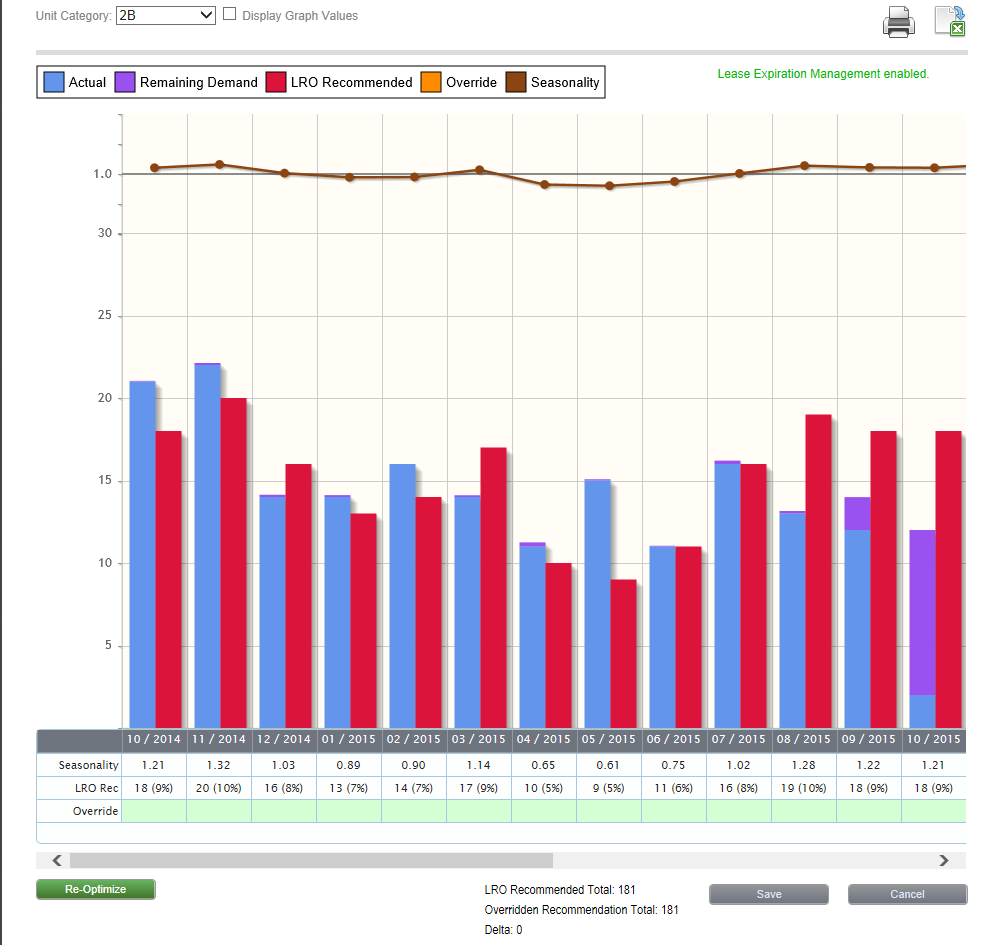 Unit Category: 2B Display Graph Values
Actual Remaining Demand LRO Recommended Override Seasonality
Lease Expiration Management enabled.
1.0
30
25
20
15
10
5
10 / 2014 11 / 2014 12 / 2014 01 / 2015 02 / 2015 03 / 2015 04 / 2015 05 / 2015 06 / 2015 07 / 2015 08 / 2015 09 / 2015 10 / 2015
Seasonality 1.21 1.32 1.03 0.89 0.90 1.14 0.65 0.61 0.75 1.02 1.28 1.22 1.21
LRO Rec 18 (9%) 20 (10%) 16 (8%) 13 (7%) 14 (7%) 17 (9%) 10 (5%) 9 (5%) 11 (6%) 16 (8%) 19 (10%) 18 (9%) 18 (9%)
Override
Re-Optimize
LRO Recommended Total: 181
Overridden Recommendation Total: 181
Delta: 0
Save
Cancel